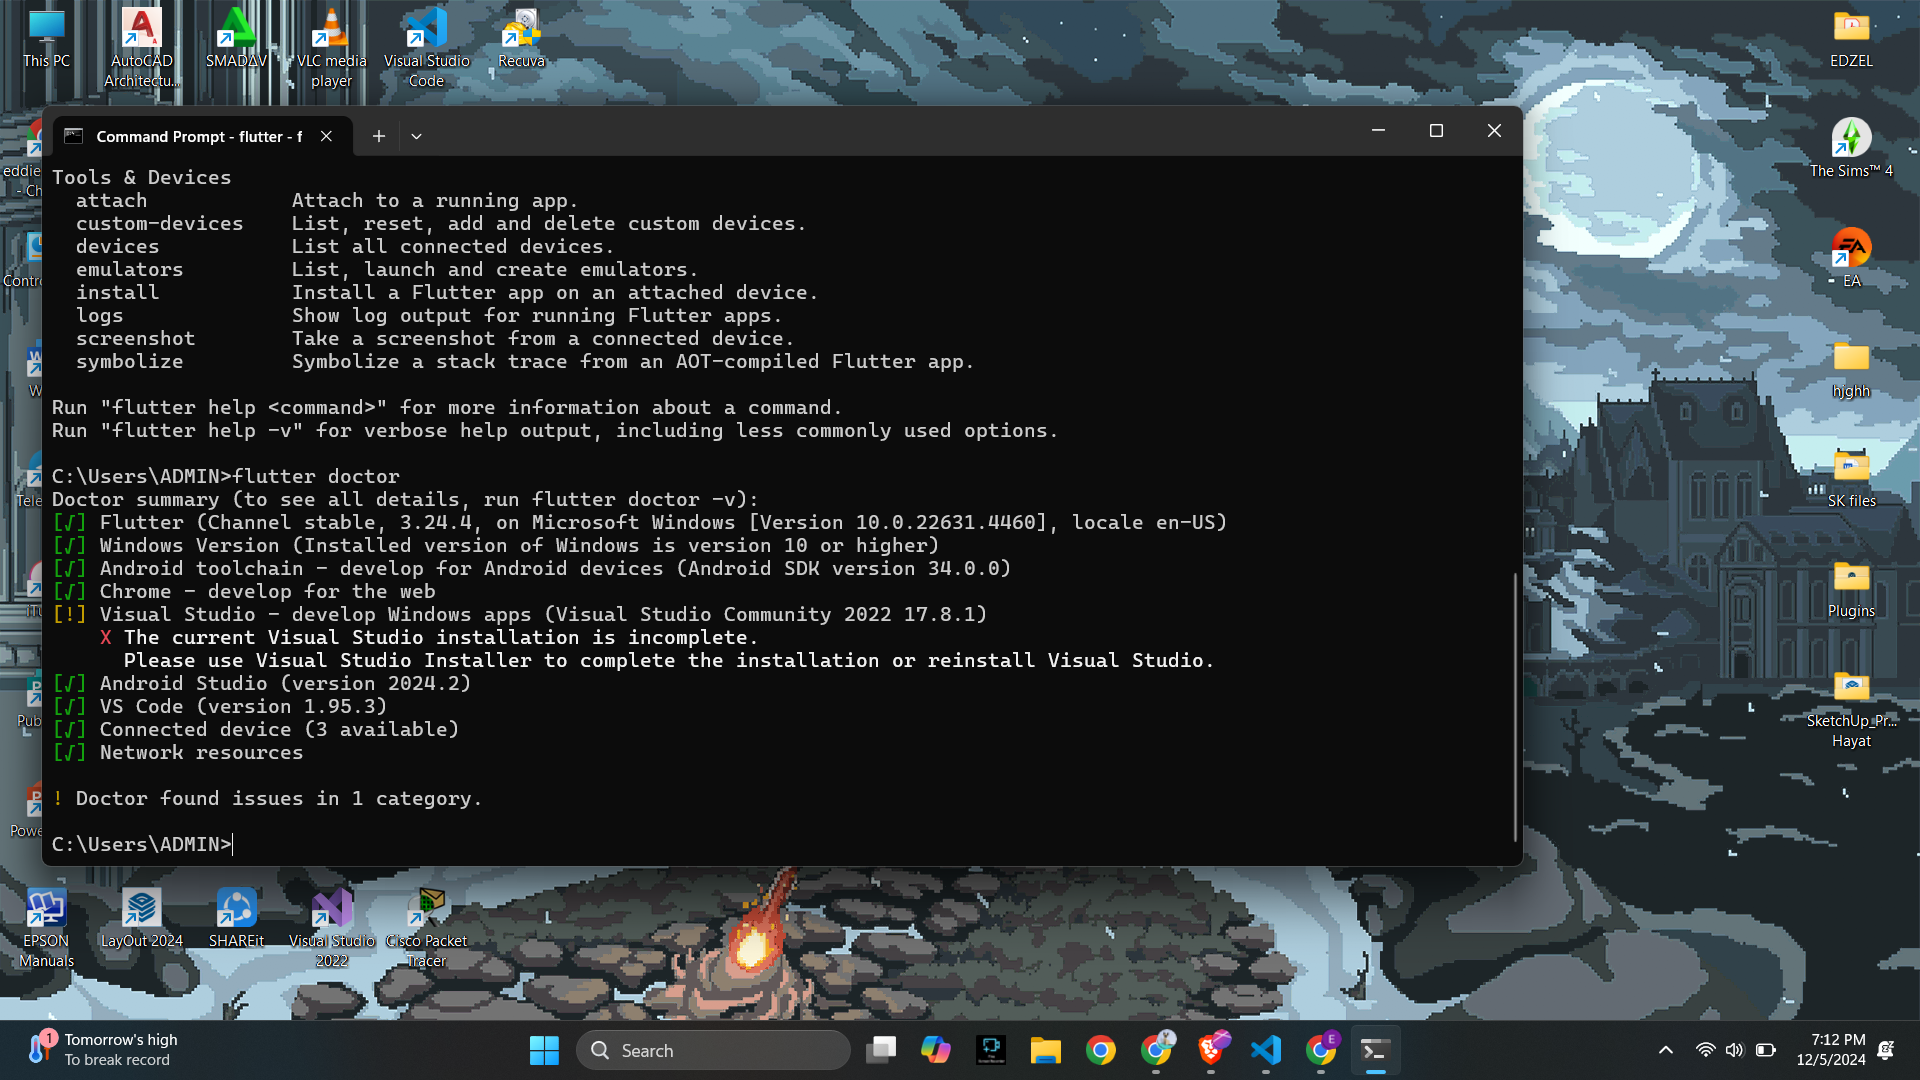 This PC
AutoCAD
Architectu...
SMADΔV
VLC media
player
Visual Studio
Code
Recuva
EDZEL
The Sims™ 4
EA
hjghh
SK files
Plugins
SketchUp_Pr...
Hayat
eddie
- Ch
Contro
W
Tele
iTu
Pub
Powe
Command Prompt - flutter - f
Tools & Devices
attach Attach to a running app.
custom-devices List, reset, add and delete custom devices.
devices List all connected devices.
emulators List, launch and create emulators.
install Install a Flutter app on an attached device.
logs Show log output for running Flutter apps.
screenshot Take a screenshot from a connected device.
symbolize Symbolize a stack trace from an AOT-compiled Flutter app.
Run "flutter help <command>" for more information about a command.
Run "flutter help -v" for verbose help output, including less commonly used options.
C:\Users\ADMIN>flutter doctor
Doctor summary (to see all details, run flutter doctor -v):
[√] Flutter (Channel stable, 3.24.4, on Microsoft Windows [Version 10.0.22631.4460], locale en-US)
[√] Windows Version (Installed version of Windows is version 10 or higher)
[√] Android toolchain - develop for Android devices (Android SDK version 34.0.0)
[√] Chrome - develop for the web
[!] Visual Studio - develop Windows apps (Visual Studio Community 2022 17.8.1)
X The current Visual Studio installation is incomplete.
Please use Visual Studio Installer to complete the installation or reinstall Visual Studio.
[√] Android Studio (version 2024.2)
[√] VS Code (version 1.95.3)
[√] Connected device (3 available)
[√] Network resources
! Doctor found issues in 1 category.
C:\Users\ADMIN>
EPSON
Manuals
LayOut 2024
SHAREit
Visual Studio
2022
Cisco Packet
Tracer
1
Tomorrow's high
To break record
Search
E
7:12 PM
12/5/2024